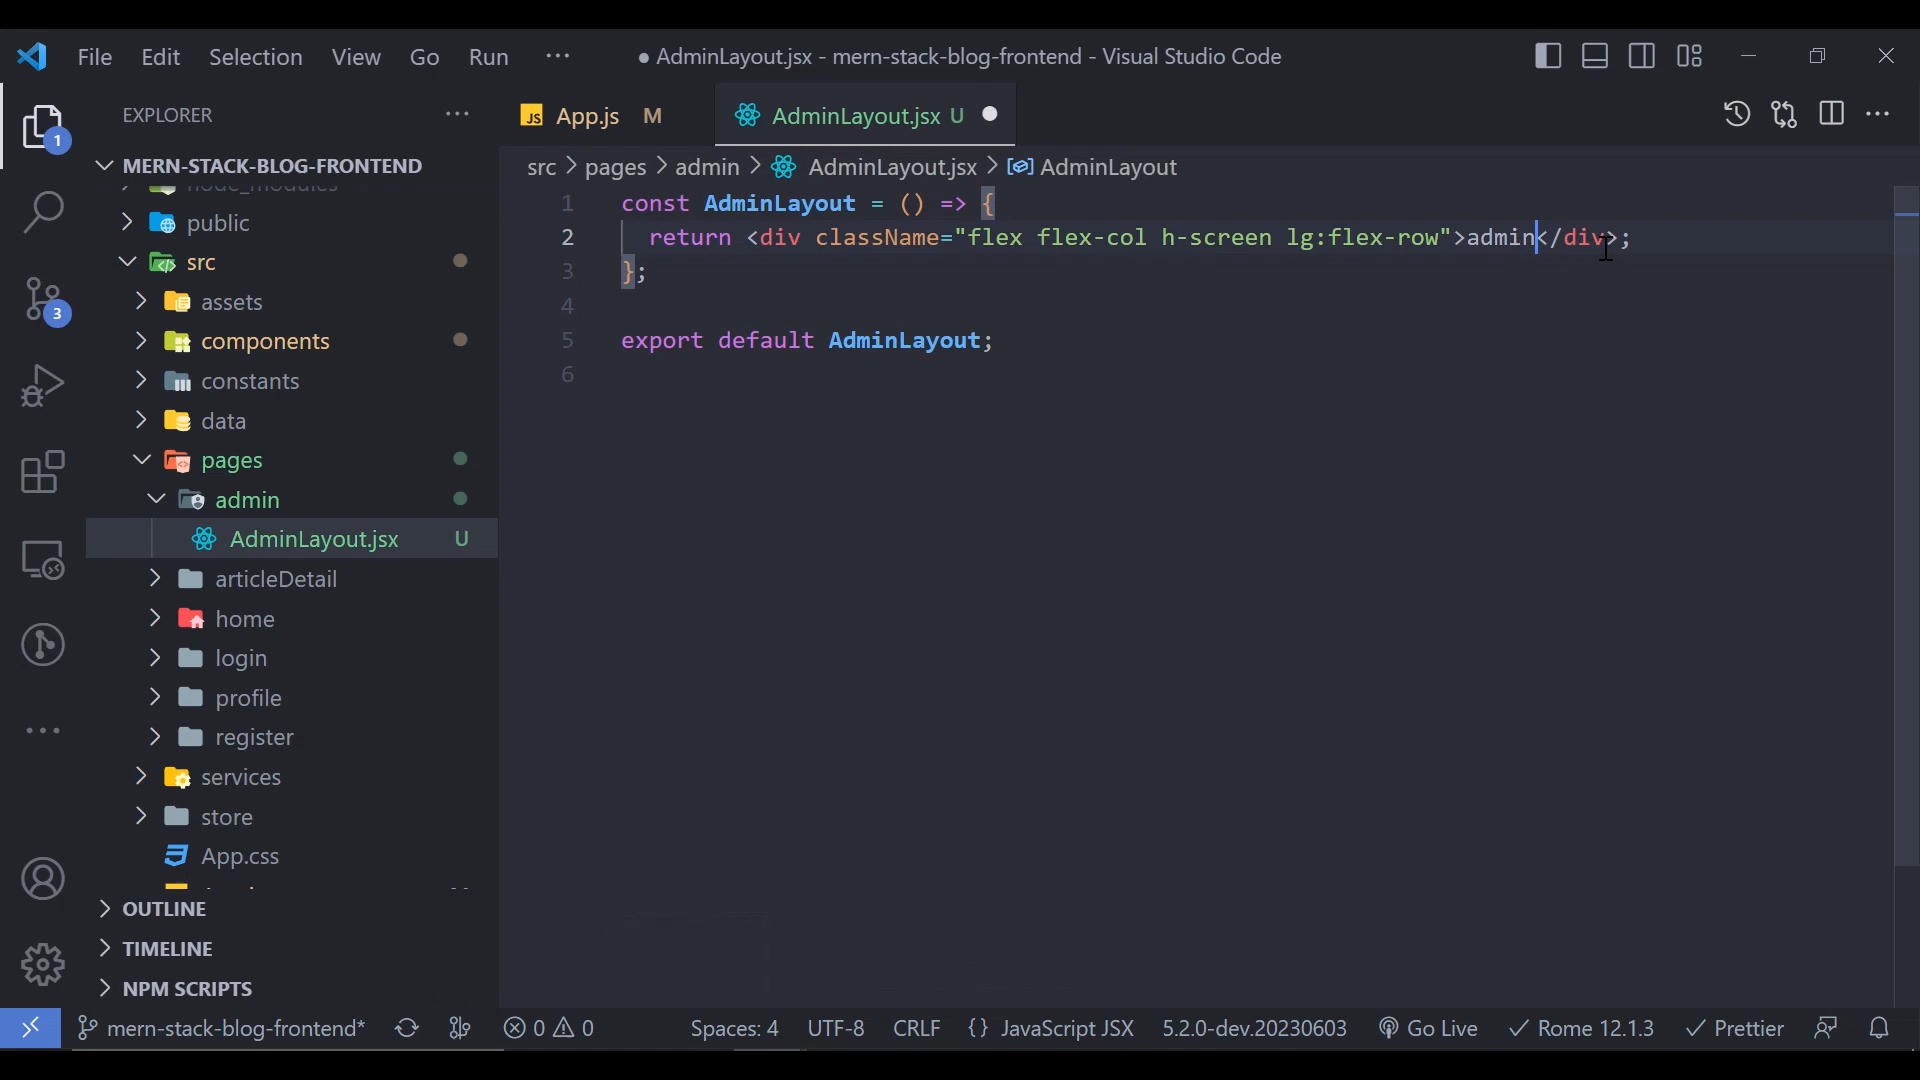 File Edit Selection View Go Run ···
● AdminLayout.jsx - mern-stack-blog-frontend - Visual Studio Code
EXPLORER
App.js M
AdminLayout.jsx U
1
MERN-STACK-BLOG-FRONTEND
src > pages > admin > AdminLayout.jsx > AdminLayout
node_modules
public
src
assets
components
constants
data
pages
admin
AdminLayout.jsx U
articleDetail
home
login
profile
register
services
store
App.css
3
1 const AdminLayout = () => {
2 return <div className="flex flex-col h-screen lg:flex-row">admin</div>;
3 };
4
5 export default AdminLayout;
6
OUTLINE
TIMELINE
NPM SCRIPTS
mern-stack-blog-frontend* 0 0 Spaces: 4 UTF-8 CRLF {} JavaScript JSX 5.2.0-dev.20230603 Go Live Rome 12.1.3 Prettier